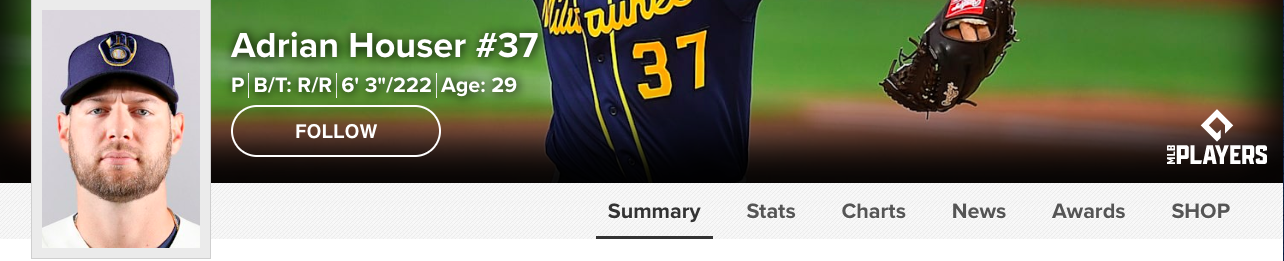 Milwaukee
37
Adrian Houser #37
P | B/T: R/R | 6' 3"/222 | Age: 29
FOLLOW
MLB PLAYERS
Summary Stats Charts News Awards SHOP